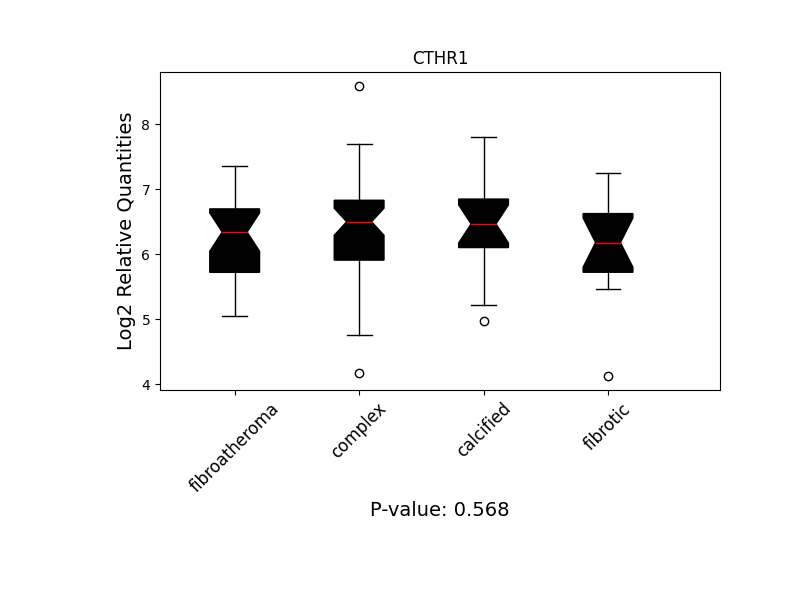 CTHR1
Log2 Relative Quantities
8
7
6
5
4
fibroatheroma
complex
calcified
fibrotic
P-value: 0.568